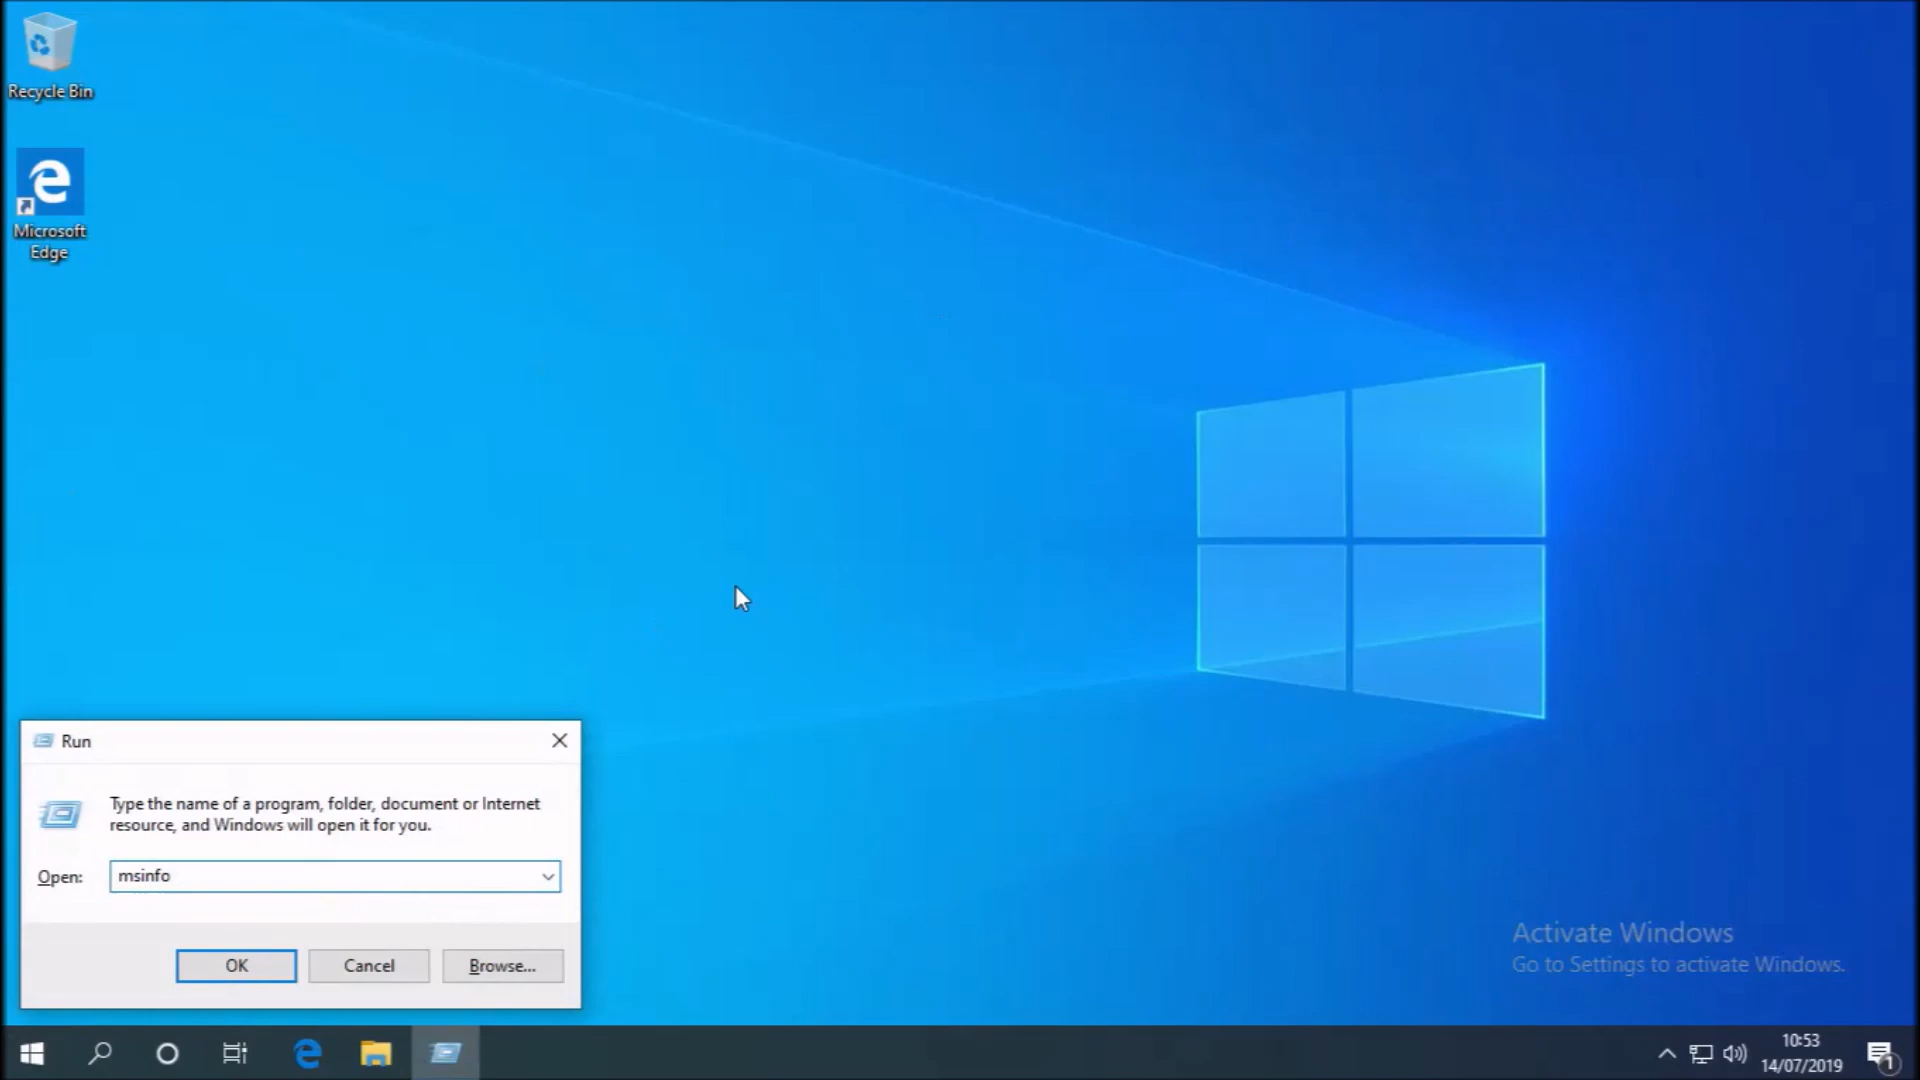 Recycle Bin
Microsoft
Edge
Run
Type the name of a program, folder, document or Internet
resource, and Windows will open it for you.
Open:
msinfo
OK
Cancel
Browse...
Activate Windows
Go to Settings to activate Windows.
10:53
14/07/2019
1